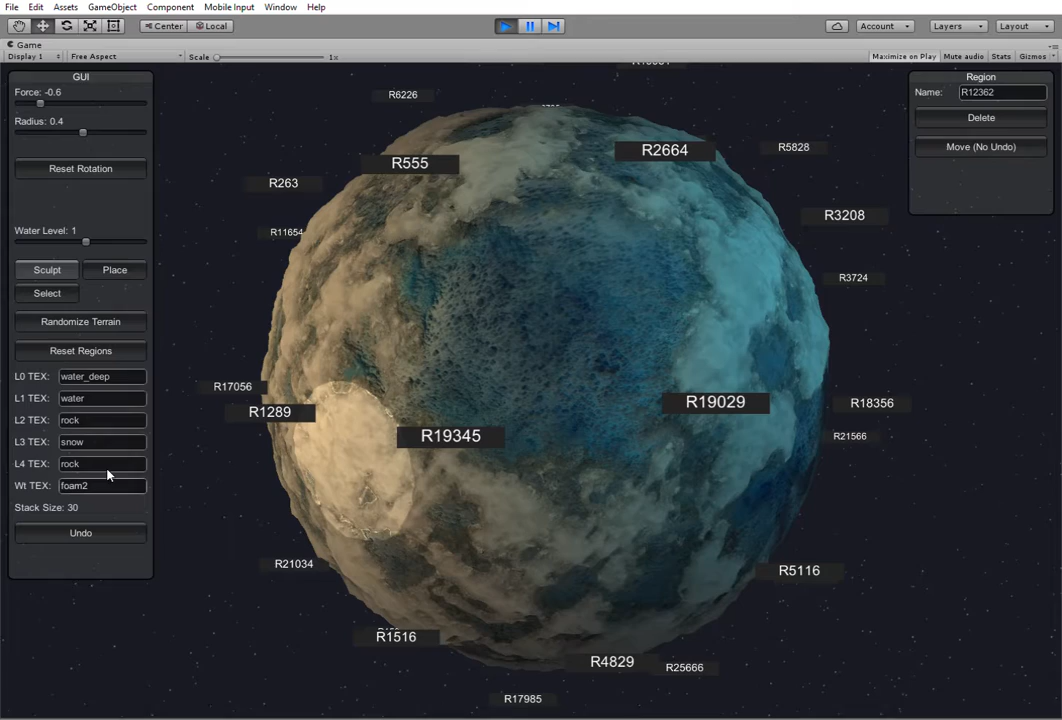 File Edit Assets GameObject Component Mobile Input Window Help
Center Local Account Layers Layout
Game
Display 1 Free Aspect Scale 1x Maximize on Play Mute audio Stats Gizmos
GUI
Force: -0.6
Radius: 0.4
Reset Rotation
Water Level: 1
Sculpt Place
Select
Randomize Terrain
Reset Regions
L0 TEX: water_deep
L1 TEX: water
L2 TEX: rock
L3 TEX: snow
L4 TEX: rock
Wt TEX: foam2
Stack Size: 30
Undo
R6226
R555
R2664
R5828
R263
R3208
R11654
R3724
R17056
R1289
R19029
R18356
R19345
R21566
R21034
R5116
R1516
R4829
R25666
R17985
Region
Name: R12362
Delete
Move (No Undo)